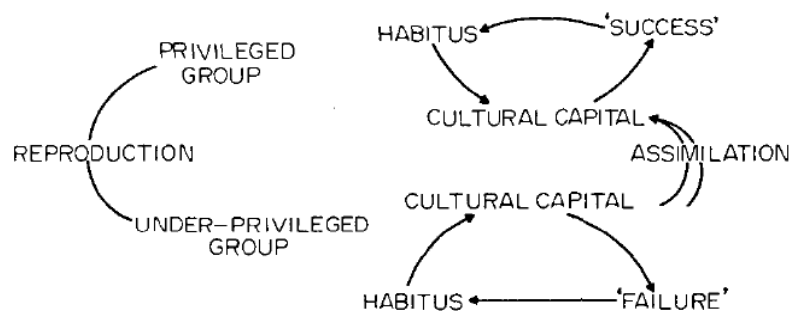 PRIVILEGED
GROUP
REPRODUCTION
UNDER-PRIVILEGED
GROUP
HABITUS
'SUCCESS'
CULTURAL CAPITAL
ASSIMILATION
CULTURAL CAPITAL
HABITUS
'FAILURE'